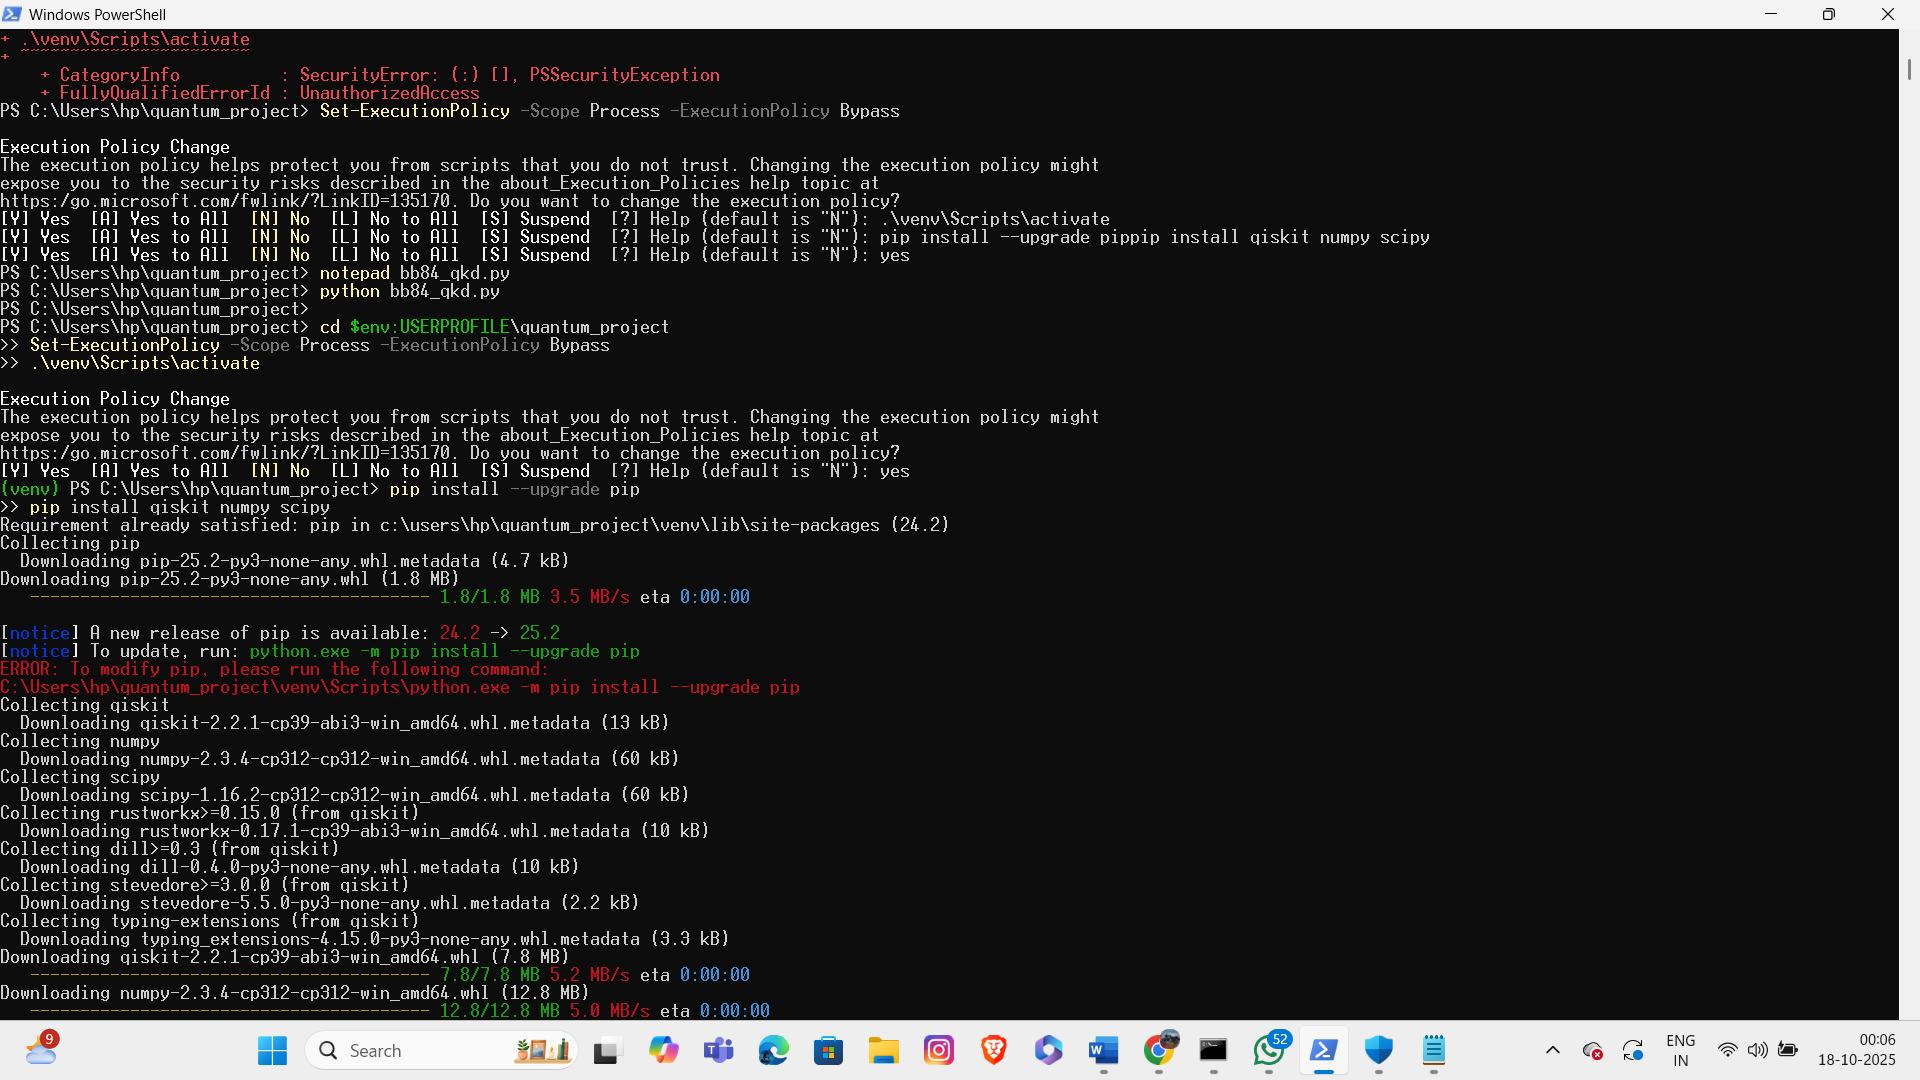 Windows PowerShell
+ .\venv\Scripts\activate
+ ~~~~~~~~~~~~~~~~~~~~~~~
    + CategoryInfo          : SecurityError: (:) [], PSSecurityException
    + FullyQualifiedErrorId : UnauthorizedAccess
PS C:\Users\hp\quantum_project> Set-ExecutionPolicy -Scope Process -ExecutionPolicy Bypass
Execution Policy Change
The execution policy helps protect you from scripts that you do not trust. Changing the execution policy might
expose you to the security risks described in the about_Execution_Policies help topic at
https:/go.microsoft.com/fwlink/?LinkID=135170. Do you want to change the execution policy?
[Y] Yes  [A] Yes to All  [N] No  [L] No to All  [S] Suspend  [?] Help (default is "N"): .\venv\Scripts\activate
[Y] Yes  [A] Yes to All  [N] No  [L] No to All  [S] Suspend  [?] Help (default is "N"): pip install --upgrade pippip install qiskit numpy scipy
[Y] Yes  [A] Yes to All  [N] No  [L] No to All  [S] Suspend  [?] Help (default is "N"): yes
PS C:\Users\hp\quantum_project> notepad bb84_qkd.py
PS C:\Users\hp\quantum_project> python bb84_qkd.py
PS C:\Users\hp\quantum_project>
PS C:\Users\hp\quantum_project> cd $env:USERPROFILE\quantum_project
>> Set-ExecutionPolicy -Scope Process -ExecutionPolicy Bypass
>> .\venv\Scripts\activate
Execution Policy Change
The execution policy helps protect you from scripts that you do not trust. Changing the execution policy might
expose you to the security risks described in the about_Execution_Policies help topic at
https:/go.microsoft.com/fwlink/?LinkID=135170. Do you want to change the execution policy?
[Y] Yes  [A] Yes to All  [N] No  [L] No to All  [S] Suspend  [?] Help (default is "N"): yes
(venv) PS C:\Users\hp\quantum_project> pip install --upgrade pip
>> pip install qiskit numpy scipy
Requirement already satisfied: pip in c:\users\hp\quantum_project\venv\lib\site-packages (24.2)
Collecting pip
  Downloading pip-25.2-py3-none-any.whl.metadata (4.7 kB)
Downloading pip-25.2-py3-none-any.whl (1.8 MB)
   ---------------------------------------- 1.8/1.8 MB 3.5 MB/s eta 0:00:00
[notice] A new release of pip is available: 24.2 -> 25.2
[notice] To update, run: python.exe -m pip install --upgrade pip
ERROR: To modify pip, please run the following command:
C:\Users\hp\quantum_project\venv\Scripts\python.exe -m pip install --upgrade pip
Collecting qiskit
  Downloading qiskit-2.2.1-cp39-abi3-win_amd64.whl.metadata (13 kB)
Collecting numpy
  Downloading numpy-2.3.4-cp312-cp312-win_amd64.whl.metadata (60 kB)
Collecting scipy
  Downloading scipy-1.16.2-cp312-cp312-win_amd64.whl.metadata (60 kB)
Collecting rustworkx>=0.15.0 (from qiskit)
  Downloading rustworkx-0.17.1-cp39-abi3-win_amd64.whl.metadata (10 kB)
Collecting dill>=0.3 (from qiskit)
  Downloading dill-0.4.0-py3-none-any.whl.metadata (10 kB)
Collecting stevedore>=3.0.0 (from qiskit)
  Downloading stevedore-5.5.0-py3-none-any.whl.metadata (2.2 kB)
Collecting typing-extensions (from qiskit)
  Downloading typing_extensions-4.15.0-py3-none-any.whl.metadata (3.3 kB)
Downloading qiskit-2.2.1-cp39-abi3-win_amd64.whl (7.8 MB)
   ---------------------------------------- 7.8/7.8 MB 5.2 MB/s eta 0:00:00
Downloading numpy-2.3.4-cp312-cp312-win_amd64.whl (12.8 MB)
   ---------------------------------------- 12.8/12.8 MB 5.0 MB/s eta 0:00:00
9
Search
52
ENG
IN
00:06
18-10-2025